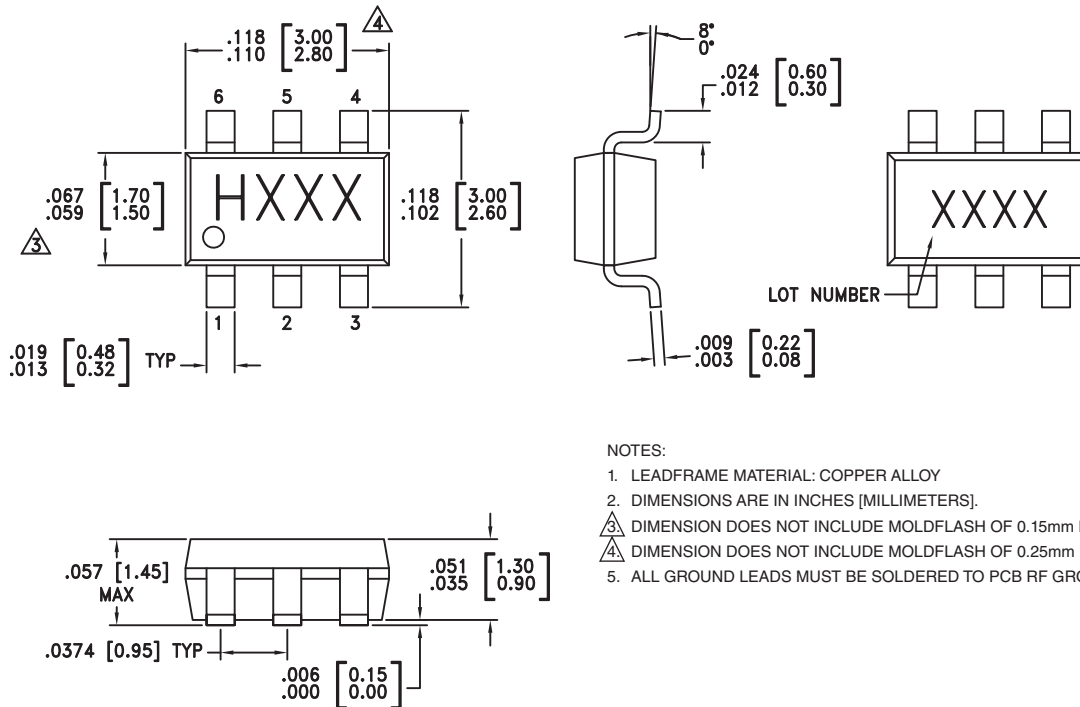 4
.118 [3.00]
.110 [2.80]
6 5 4
HXXX
.067 [1.70]
.059 [1.50]
3
.118 [3.00]
.102 [2.60]
1 2 3
.019 [0.48]
.013 [0.32]
TYP
8°
0°
.024 [0.60]
.012 [0.30]
.009 [0.22]
.003 [0.08]
XXXX
LOT NUMBER
.057 [1.45]
MAX
.051 [1.30]
.035 [0.90]
.0374 [0.95] TYP
.006 [0.15]
.000 [0.00]
NOTES:
1. LEADFRAME MATERIAL: COPPER ALLOY
2. DIMENSIONS ARE IN INCHES [MILLIMETERS].
3. DIMENSION DOES NOT INCLUDE MOLDFLASH OF 0.15mm
4. DIMENSION DOES NOT INCLUDE MOLDFLASH OF 0.25mm
5. ALL GROUND LEADS MUST BE SOLDERED TO PCB RF